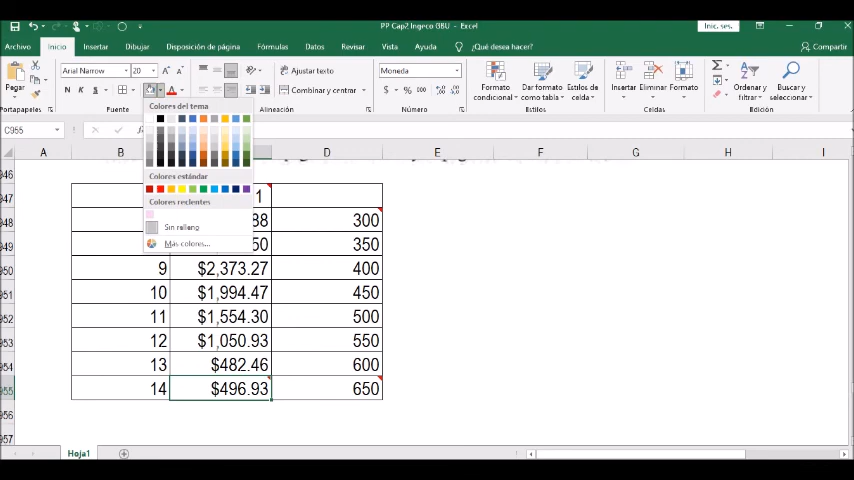 PP Cap2 Ingeco GBU - Excel
Inic. ses.
Archivo Inicio Insertar Dibujar Disposición de página Fórmulas Datos Revisar Vista Ayuda ¿Qué desea hacer? Compartir
Pegar
Arial Narrow 20
N K S
Ajustar texto
Combinar y centrar
Moneda
$ % 000
Formato condicional
Dar formato como tabla
Estilos de celda
Insertar Eliminar Formato
Ordenar y filtrar
Buscar y seleccionar
Portapapeles Fuente Alineación Número Estilos Celdas Edición
Colores del tema
Colores estándar
Colores recientes
Sin relleno
Más colores...
C955
A B D E F G H I
946
947 1
948 88 300
949 50 350
950 9 $2,373.27 400
951 10 $1,994.47 450
952 11 $1,554.30 500
953 12 $1,050.93 550
954 13 $482.46 600
955 14 $496.93 650
956
957
Hoja1